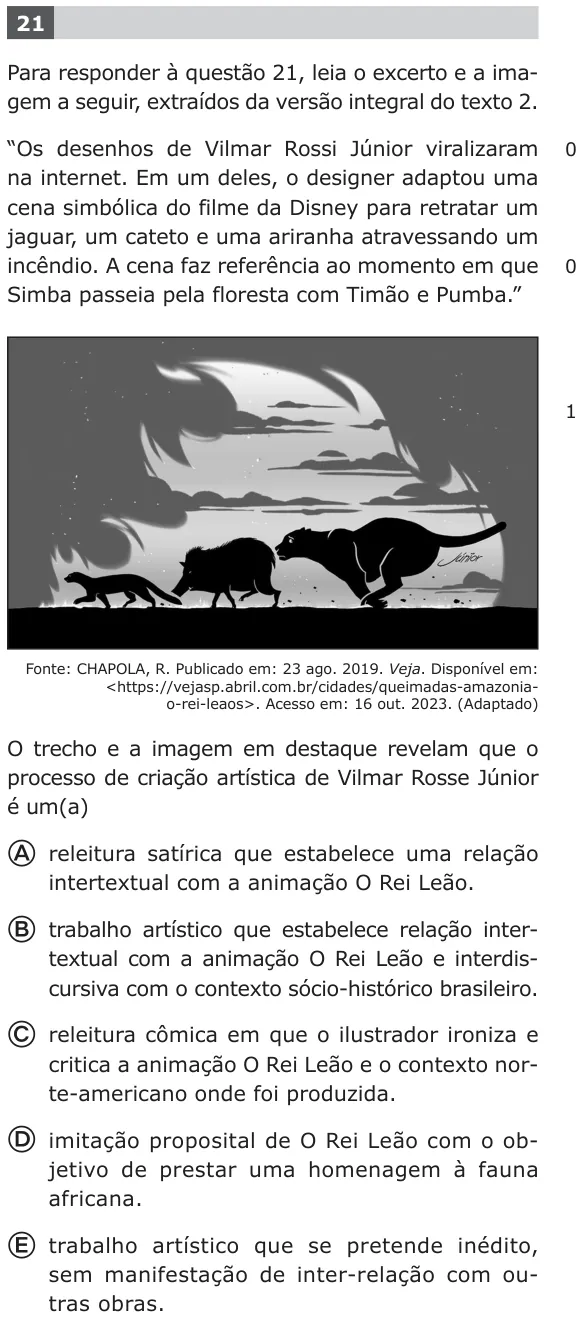 21
Para responder à questão 21, leia o excerto e a ima-
gem a seguir, extraídos da versão integral do texto 2.
“Os desenhos de Vilmar Rossi Júnior viralizaram
na internet. Em um deles, o designer adaptou uma
cena simbólica do filme da Disney para retratar um
jaguar, um cateto e uma ariranha atravessando um
incêndio. A cena faz referência ao momento em que
Simba passeia pela floresta com Timão e Pumba.”
0
0
1
Júnior
Fonte: CHAPOLA, R. Publicado em: 23 ago. 2019. Veja. Disponível em:
<https://vejasp.abril.com.br/cidades/queimadas-amazonia-
o-rei-leaos>. Acesso em: 16 out. 2023. (Adaptado)
O trecho e a imagem em destaque revelam que o
processo de criação artística de Vilmar Rosse Júnior
é um(a)
A releitura satírica que estabelece uma relação
intertextual com a animação O Rei Leão.
B trabalho artístico que estabelece relação inter-
textual com a animação O Rei Leão e interdis-
cursiva com o contexto sócio-histórico brasileiro.
C releitura cômica em que o ilustrador ironiza e
critica a animação O Rei Leão e o contexto nor-
te-americano onde foi produzida.
D imitação proposital de O Rei Leão com o ob-
jetivo de prestar uma homenagem à fauna
africana.
E trabalho artístico que se pretende inédito,
sem manifestação de inter-relação com ou-
tras obras.